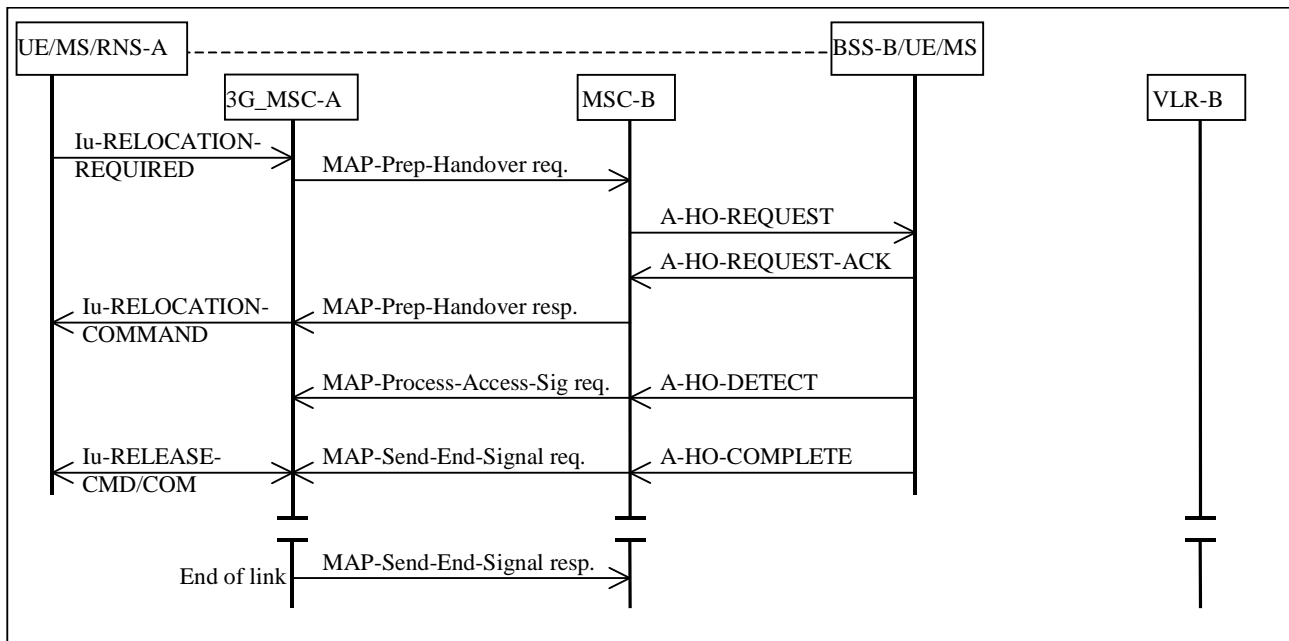 UE/MS/RNS-A
BSS-B/UE/MS
3G_MSC-A
MSC-B
VLR-B
Iu-RELOCATION-
REQUIRED
MAP-Prep-Handover req.
A-HO-REQUEST
A-HO-REQUEST-ACK
Iu-RELOCATION-
COMMAND
MAP-Prep-Handover resp.
MAP-Process-Access-Sig req.
A-HO-DETECT
Iu-RELEASE-
CMD/COM
MAP-Send-End-Signal req.
A-HO-COMPLETE
End of link
MAP-Send-End-Signal resp.